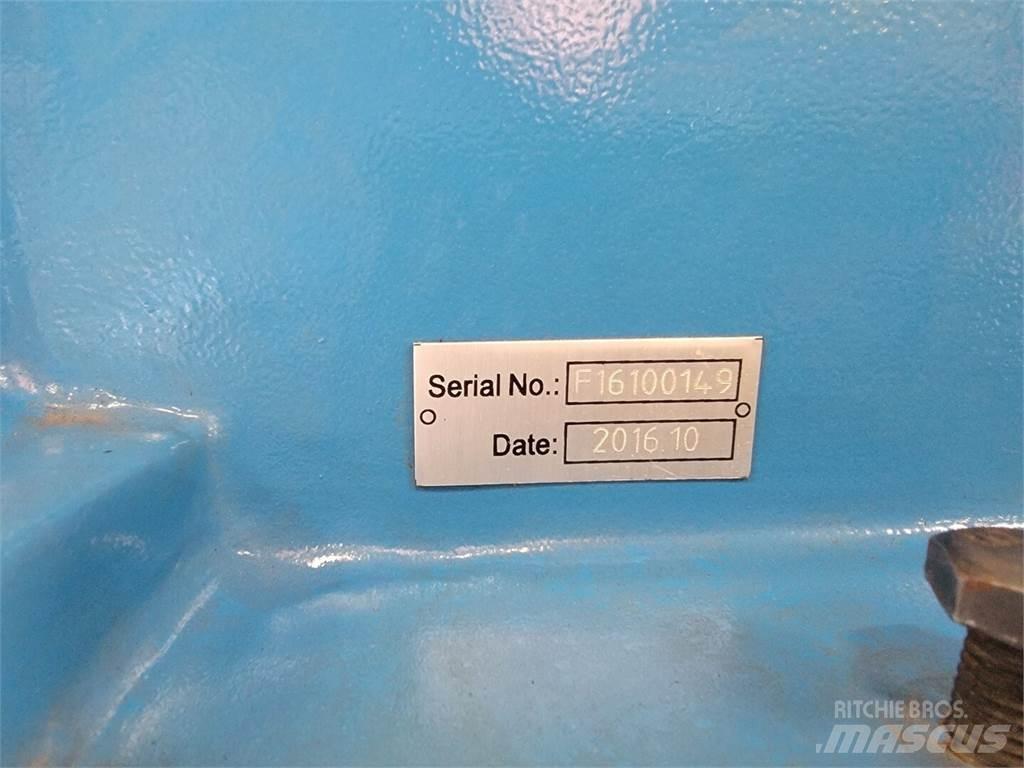 Serial No.: F16100149
Date: 2016.10
RITCHIE BROS.
MASCUS